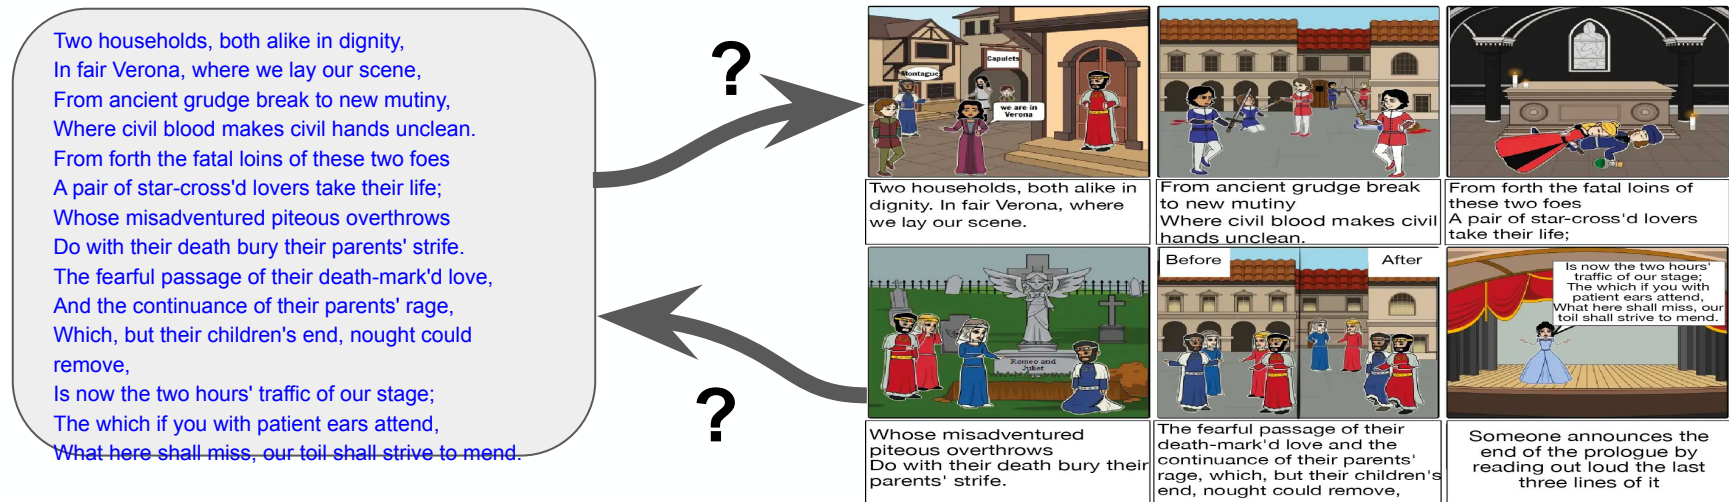 Two households, both alike in dignity,
In fair Verona, where we lay our scene,
From ancient grudge break to new mutiny,
Where civil blood makes civil hands unclean.
From forth the fatal loins of these two foes
A pair of star-cross'd lovers take their life;
Whose misadventured piteous overthrows
Do with their death bury their parents' strife.
The fearful passage of their death-mark'd love,
And the continuance of their parents' rage,
Which, but their children's end, nought could
remove,
Is now the two hours' traffic of our stage;
The which if you with patient ears attend,
What here shall miss, our toil shall strive to mend.
?
?
Montague
Capulets
we are in
Verona
Two households, both alike in
dignity. In fair Verona, where
we lay our scene.
From ancient grudge break
to new mutiny
Where civil blood makes civil
hands unclean.
From forth the fatal loins of
these two foes
A pair of star-cross'd lovers
take their life;
Romeo and
Juliet
Whose misadventured
piteous overthrows
Do with their death bury their
parents' strife.
Before
After
The fearful passage of their
death-mark'd love and the
continuance of their parents'
rage, which, but their children's
end, nought could remove,
Is now the two hours'
traffic of our stage;
The which if you with
patient ears attend,
What here shall miss, our
toil shall strive to mend.
Someone announces the
end of the prologue by
reading out loud the last
three lines of it